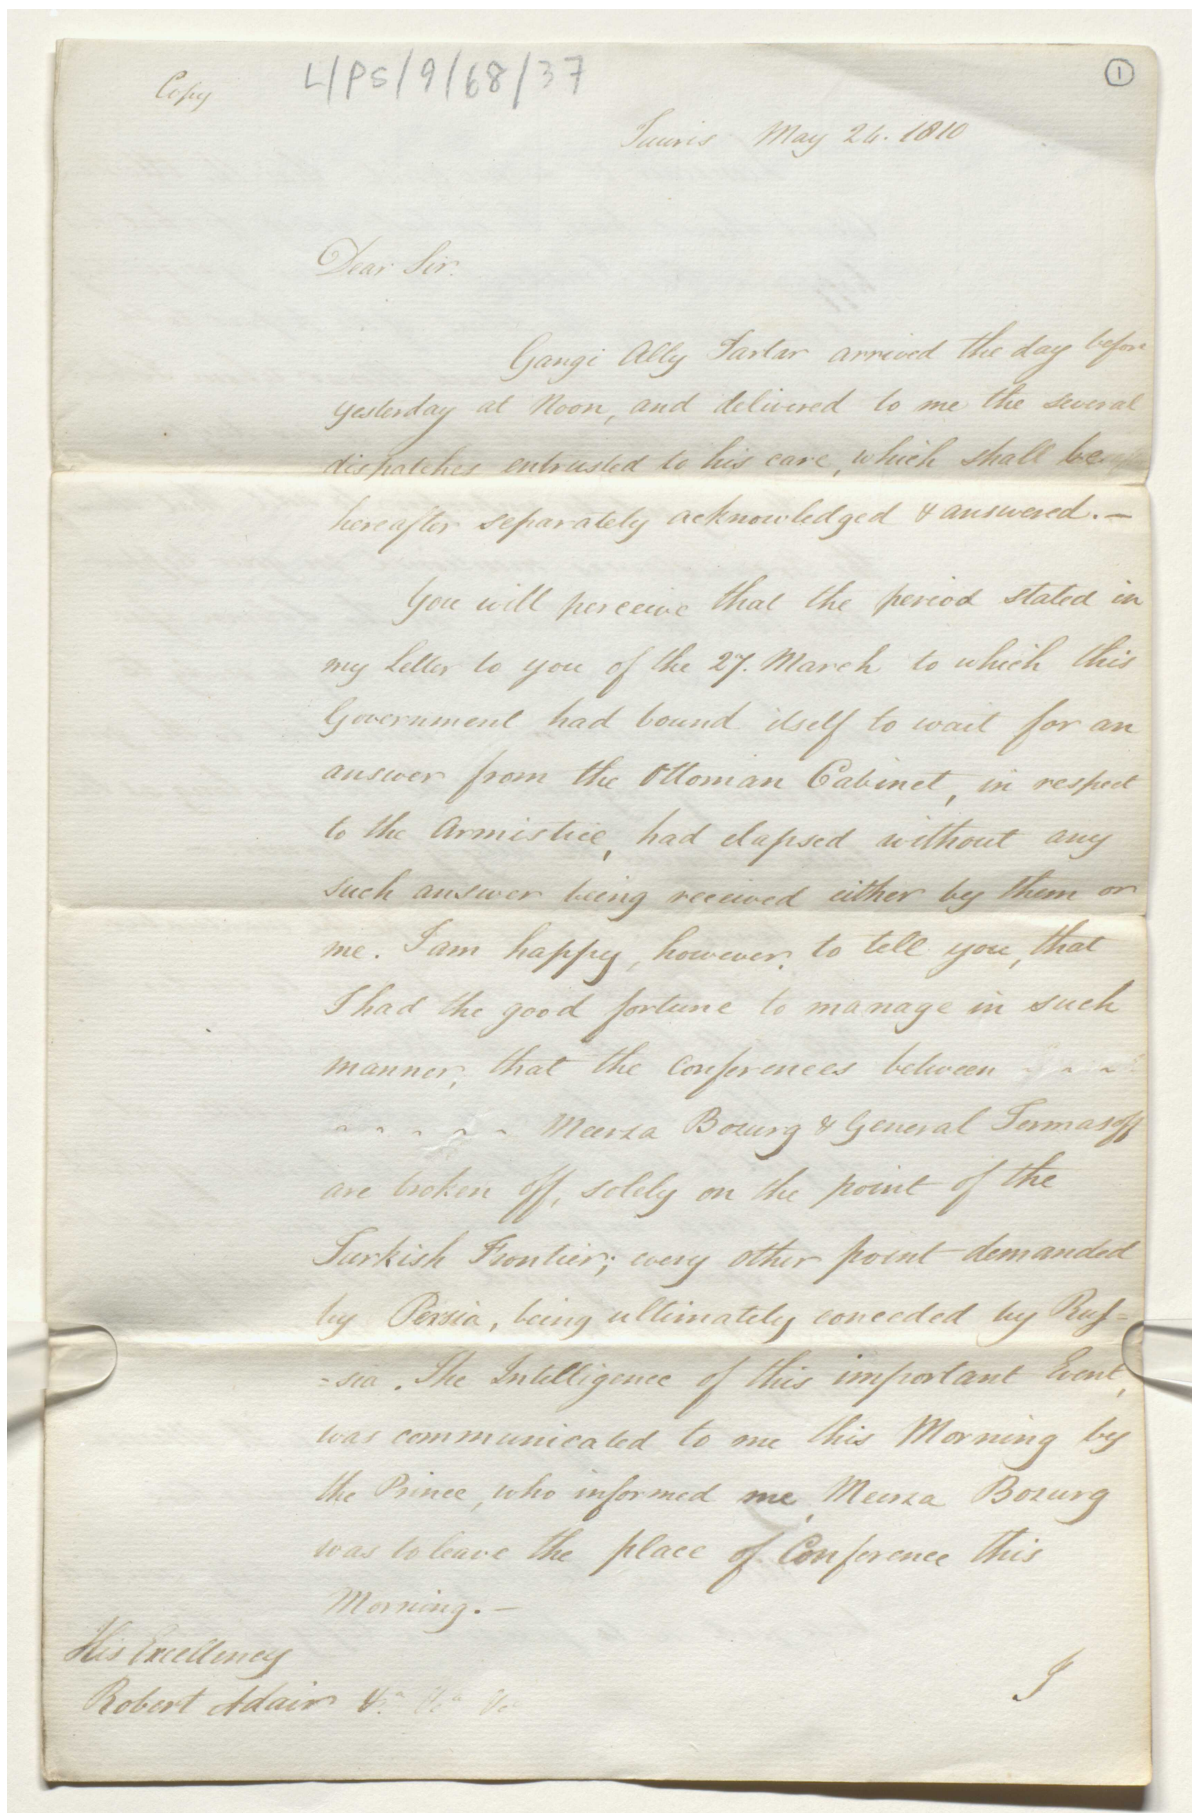 Copy
L/PS/9/68/37
1
Tauris May 24. 1810
Dear Sir.
Gangi Ally Tartar arrived the day before
yesterday at Noon, and delivered to me the several
dispatches entrusted to his care, which shall be
hereafter separately acknowledged & answered. —
You will perceive that the period stated in
my Letter to you of the 27. March to which this
Government had bound itself to wait for an
answer from the Ottoman Cabinet, in respect
to the Armistice, had elapsed without any
such answer being received either by them or
me. I am happy, however, to tell you, that
I had the good fortune to manage in such
manner, that the conferences between - - -
- - - - - Meerza Bozurg & General Tormasoff
are broken off, solely on the point of the
Turkish Frontier; every other point demanded
by Persia, being ultimately conceded by Rus=
=sia. The Intelligence of this important Event,
was communicated to me this Morning by
the Prince, who informed me, Meerza Bozurg
was to leave the place of Conference this
Morning. —
His Excellency
Robert Adair &c. &c. &c.
I